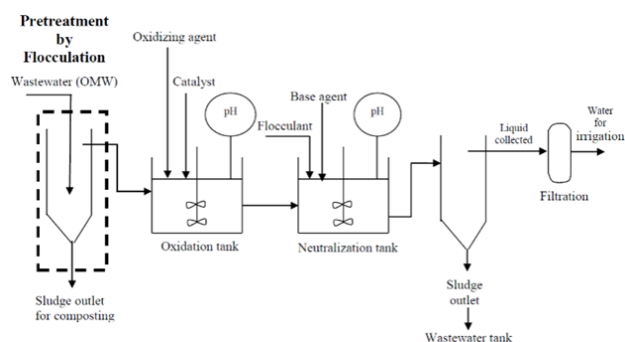 Pretreatment
by
Flocculation
Wastewater (OMW)
Oxidizing agent
Catalyst
pH
Base agent
Flocculant
pH
Liquid
collected
Water
for
irrigation
Filtration
Oxidation tank
Neutralization tank
Sludge outlet
for composting
Sludge
outlet
Wastewater tank